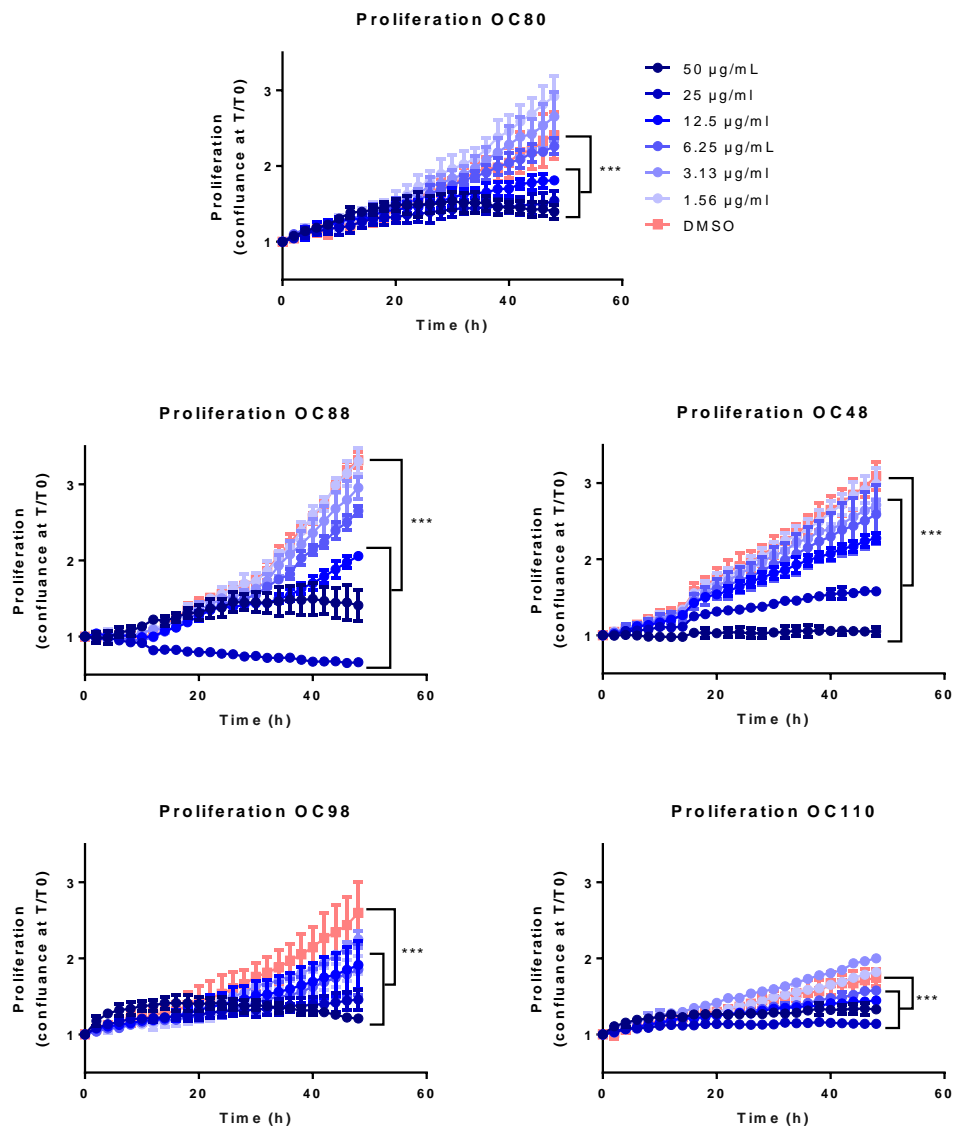 Proliferation OC80
Proliferation
(confluance at T/T0)
3
2
1
0
20
40
60
Time (h)
***
50 µg/mL
25 µg/ml
12.5 µg/ml
6.25 µg/mL
3.13 µg/ml
1.56 µg/ml
DMSO
Proliferation OC88
Proliferation
(confluance at T/T0)
3
2
1
0
20
40
60
Time (h)
***
Proliferation OC48
Proliferation
(confluance at T/T0)
3
2
1
0
20
40
60
Time (h)
***
Proliferation OC98
Proliferation
(confluance at T/T0)
3
2
1
0
20
40
60
Time (h)
***
Proliferation OC110
Proliferation
(confluance at T/T0)
3
2
1
0
20
40
60
Time (h)
***